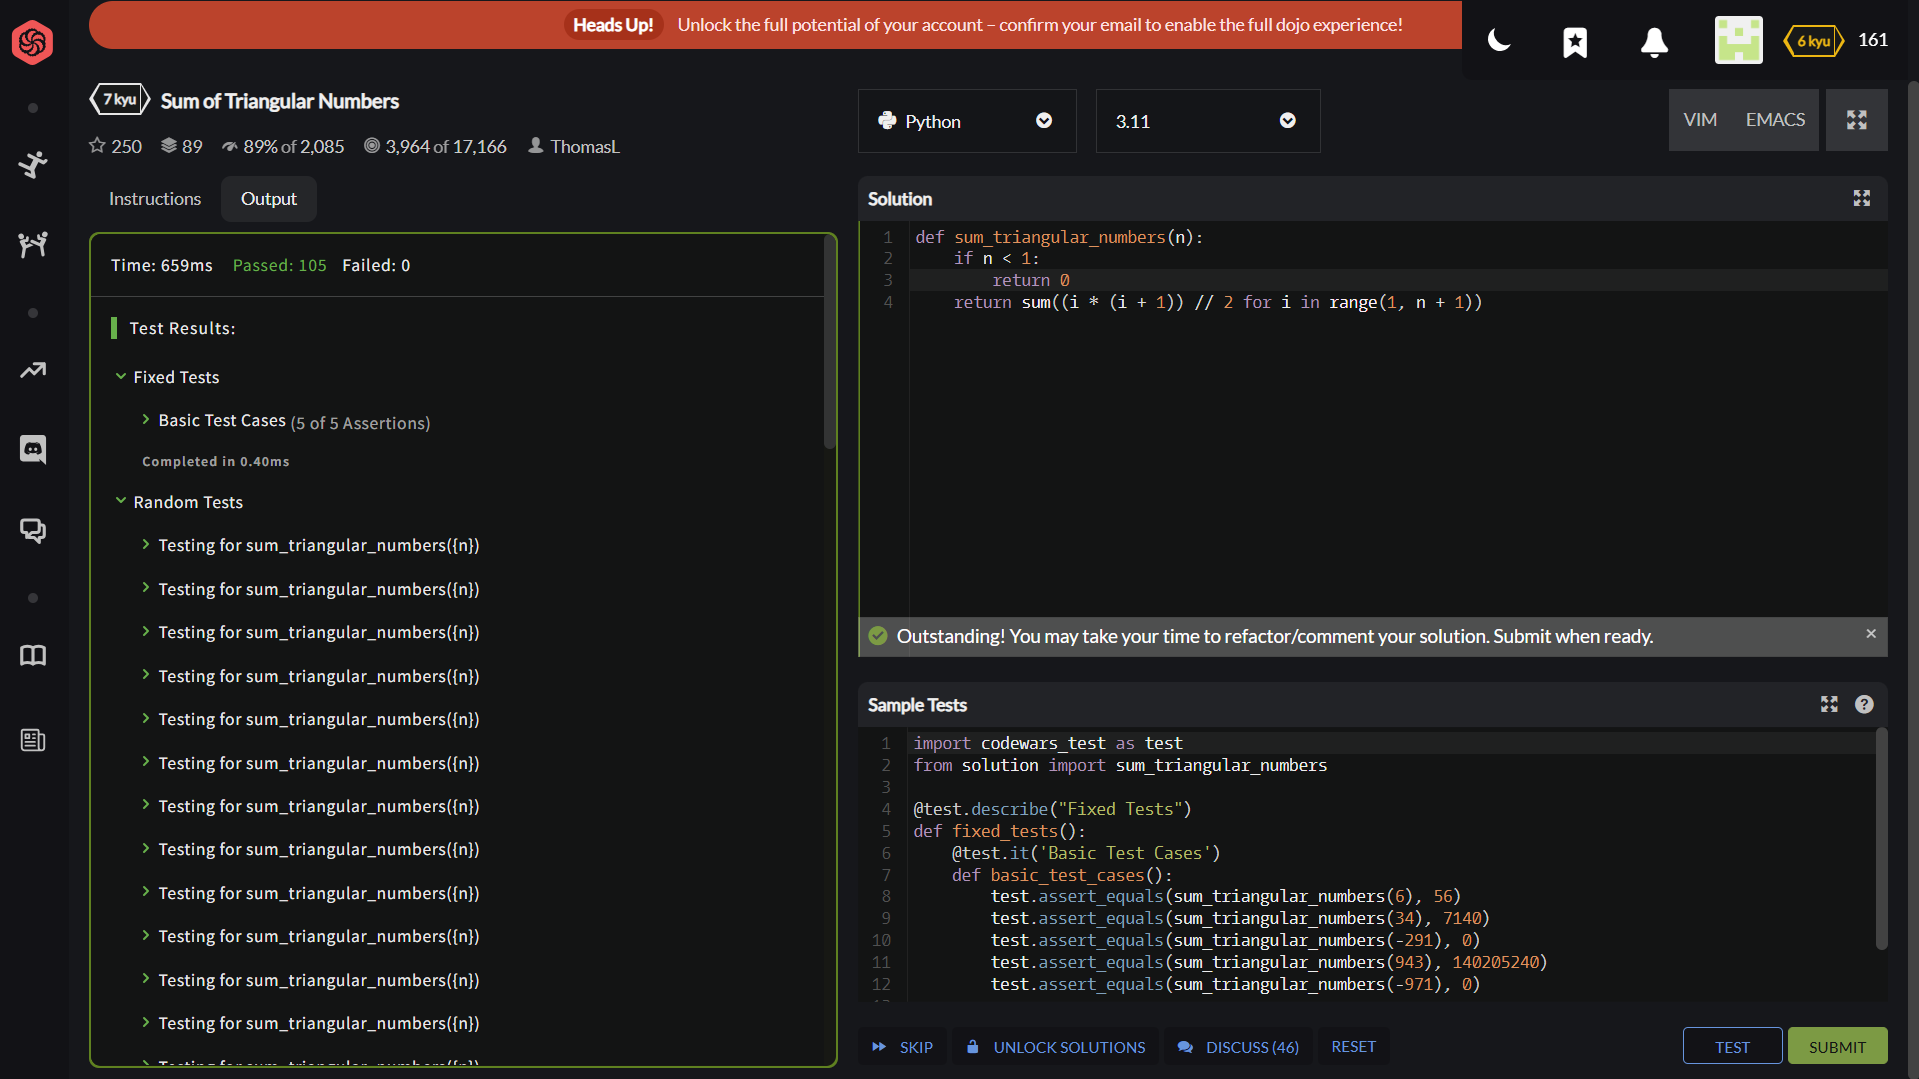 Heads Up! Unlock the full potential of your account – confirm your email to enable the full dojo experience!
6 kyu 161
7 kyu Sum of Triangular Numbers
250 89 89% of 2,085 3,964 of 17,166 ThomasL
Instructions Output
Time: 659ms Passed: 105 Failed: 0
Test Results:
Fixed Tests
Basic Test Cases (5 of 5 Assertions)
Completed in 0.40ms
Random Tests
Testing for sum_triangular_numbers({n})
Testing for sum_triangular_numbers({n})
Testing for sum_triangular_numbers({n})
Testing for sum_triangular_numbers({n})
Testing for sum_triangular_numbers({n})
Testing for sum_triangular_numbers({n})
Testing for sum_triangular_numbers({n})
Testing for sum_triangular_numbers({n})
Testing for sum_triangular_numbers({n})
Testing for sum_triangular_numbers({n})
Testing for sum_triangular_numbers({n})
Testing for sum_triangular_numbers({n})
Testing for sum_triangular_numbers({n})
Python 3.11 VIM EMACS
Solution
1 def sum_triangular_numbers(n):
2 if n < 1:
3 return 0
4 return sum((i * (i + 1)) // 2 for i in range(1, n + 1))
Outstanding! You may take your time to refactor/comment your solution. Submit when ready. ×
Sample Tests ?
1 import codewars_test as test
2 from solution import sum_triangular_numbers
3
4 @test.describe("Fixed Tests")
5 def fixed_tests():
6 @test.it('Basic Test Cases')
7 def basic_test_cases():
8 test.assert_equals(sum_triangular_numbers(6), 56)
9 test.assert_equals(sum_triangular_numbers(34), 7140)
10 test.assert_equals(sum_triangular_numbers(-291), 0)
11 test.assert_equals(sum_triangular_numbers(943), 140205240)
12 test.assert_equals(sum_triangular_numbers(-971), 0)
SKIP UNLOCK SOLUTIONS DISCUSS (46) RESET TEST SUBMIT